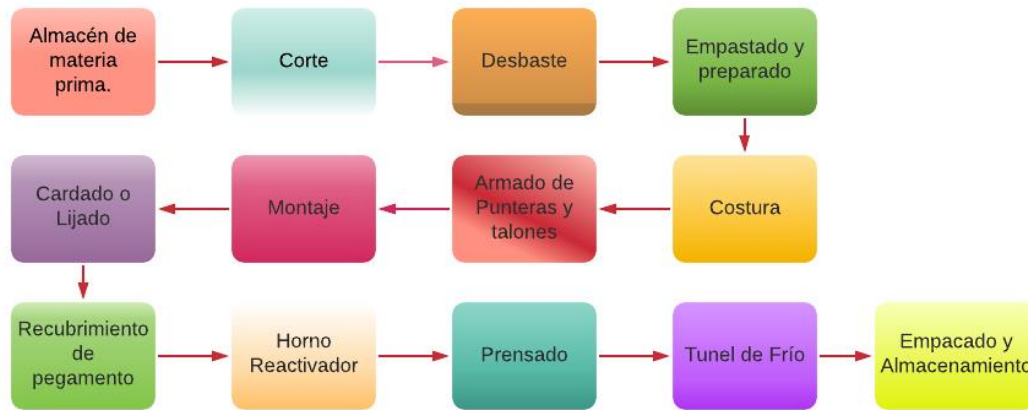 Almacén de
materia
prima.
Corte
Desbaste
Empastado y
preparado
Costura
Armado de
Punteras y
talones
Montaje
Cardado o
Lijado
Recubrimiento
de
pegamento
Horno
Reactivador
Prensado
Tunel de Frío
Empacado y
Almacenamiento